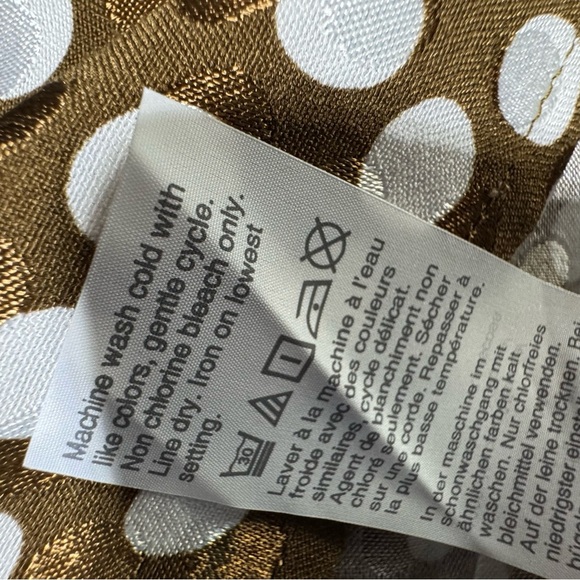 Machine wash cold with
like colors, gentle cycle.
Non chlorine bleach only.
Line dry. Iron on lowest
setting.
30
Laver à la machine à l'eau
froide avec des couleurs
similaires, cycle délicat.
Agent de blanchiment non
chloré seulement. Sécher
sur une corde. Repasser à
la plus basse température.
In der maschine im
schonwaschgang mit
ähnlichen farben kalt
waschen. Nur chlorfreies
bleichmittel verwenden.
Auf der leine trocknen.
niedrigster